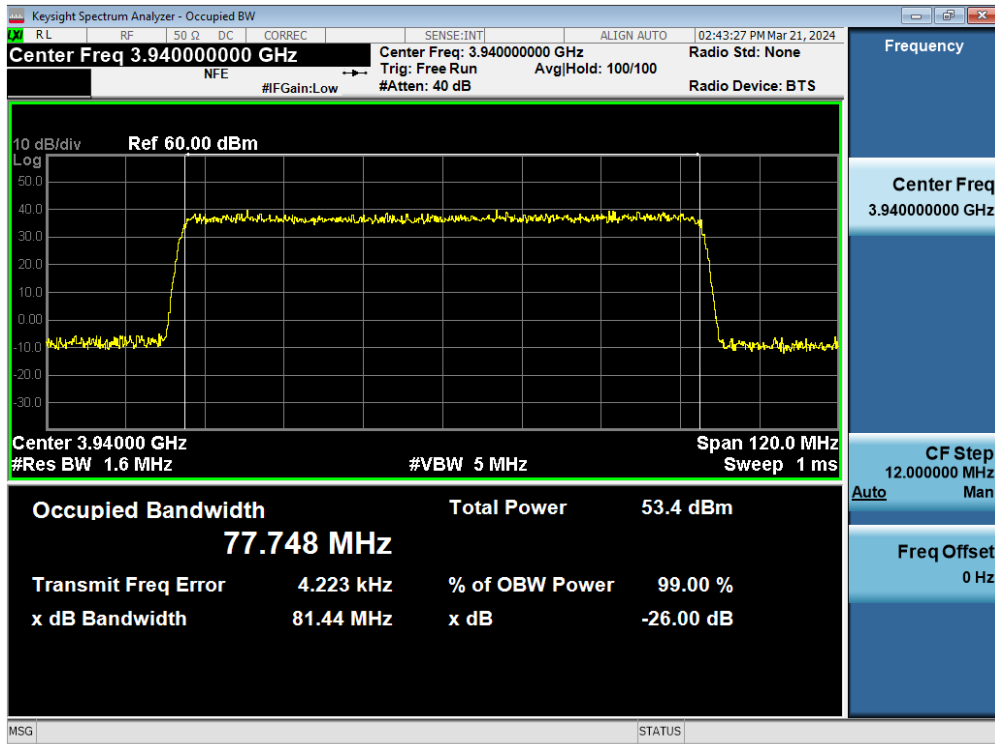 Keysight Spectrum Analyzer - Occupied BW
LXI RL RF 50 Ω DC CORREC SENSE:INT ALIGN AUTO 02:43:27 PM Mar 21, 2024
Center Freq 3.940000000 GHz
NFE
#IFGain:Low
Center Freq: 3.940000000 GHz
Trig: Free Run Avg|Hold: 100/100
#Atten: 40 dB
Radio Std: None
Radio Device: BTS
10 dB/div Ref 60.00 dBm
Log
50.0
40.0
30.0
20.0
10.0
0.00
-10.0
-20.0
-30.0
Center 3.94000 GHz Span 120.0 MHz
#Res BW 1.6 MHz #VBW 5 MHz Sweep 1 ms
Occupied Bandwidth Total Power 53.4 dBm
77.748 MHz
Transmit Freq Error 4.223 kHz % of OBW Power 99.00 %
x dB Bandwidth 81.44 MHz x dB -26.00 dB
Frequency
Center Freq
3.940000000 GHz
CF Step
12.000000 MHz
Auto Man
Freq Offset
0 Hz
MSG STATUS